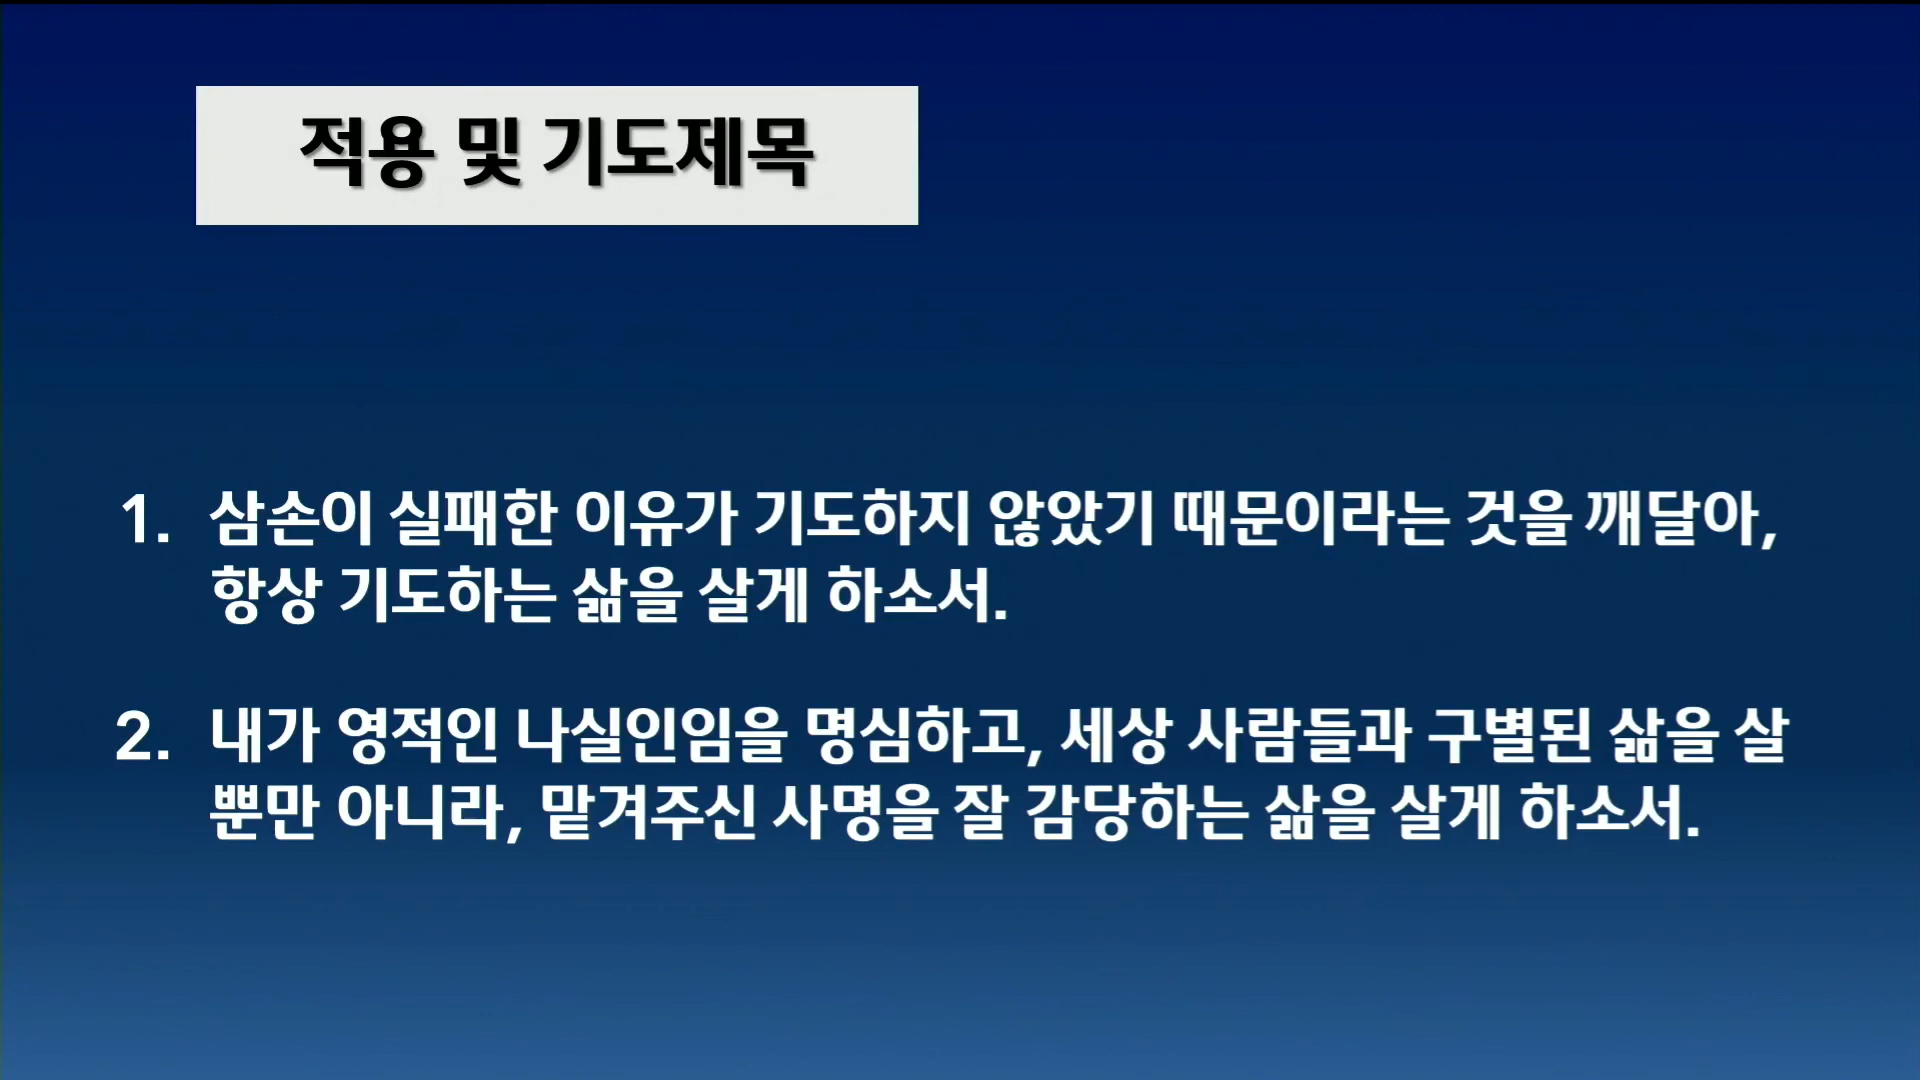 적용 및 기도제목
1. 삼손이 실패한 이유가 기도하지 않았기 때문이라는 것을 깨달아,
항상 기도하는 삶을 살게 하소서.
2. 내가 영적인 나실인임을 명심하고, 세상 사람들과 구별된 삶을 살
뿐만 아니라, 맡겨주신 사명을 잘 감당하는 삶을 살게 하소서.